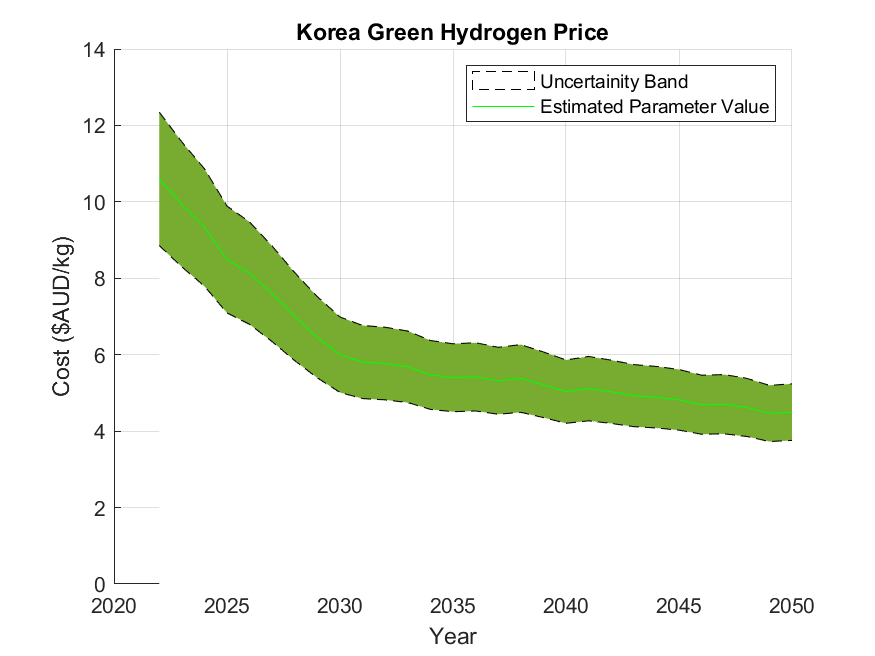 Korea Green Hydrogen Price
14
12
10
8
6
4
2
0
Cost ($AUD/kg)
Uncertainity Band
Estimated Parameter Value
2020 2025 2030 2035 2040 2045 2050
Year